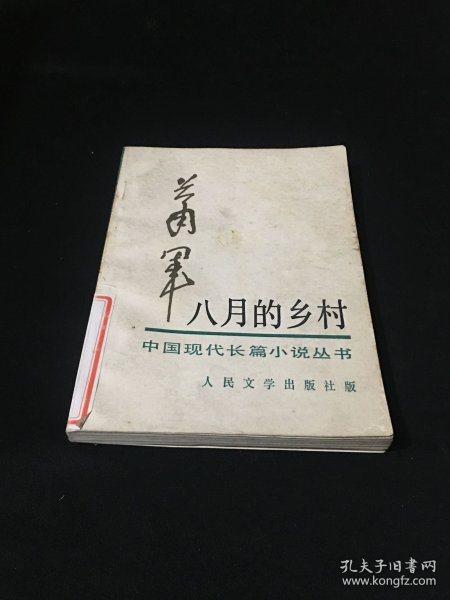 萧军
八月的乡村
中国现代长篇小说丛书
人民文学出版社版
孔夫子旧书网
www.kongfz.com